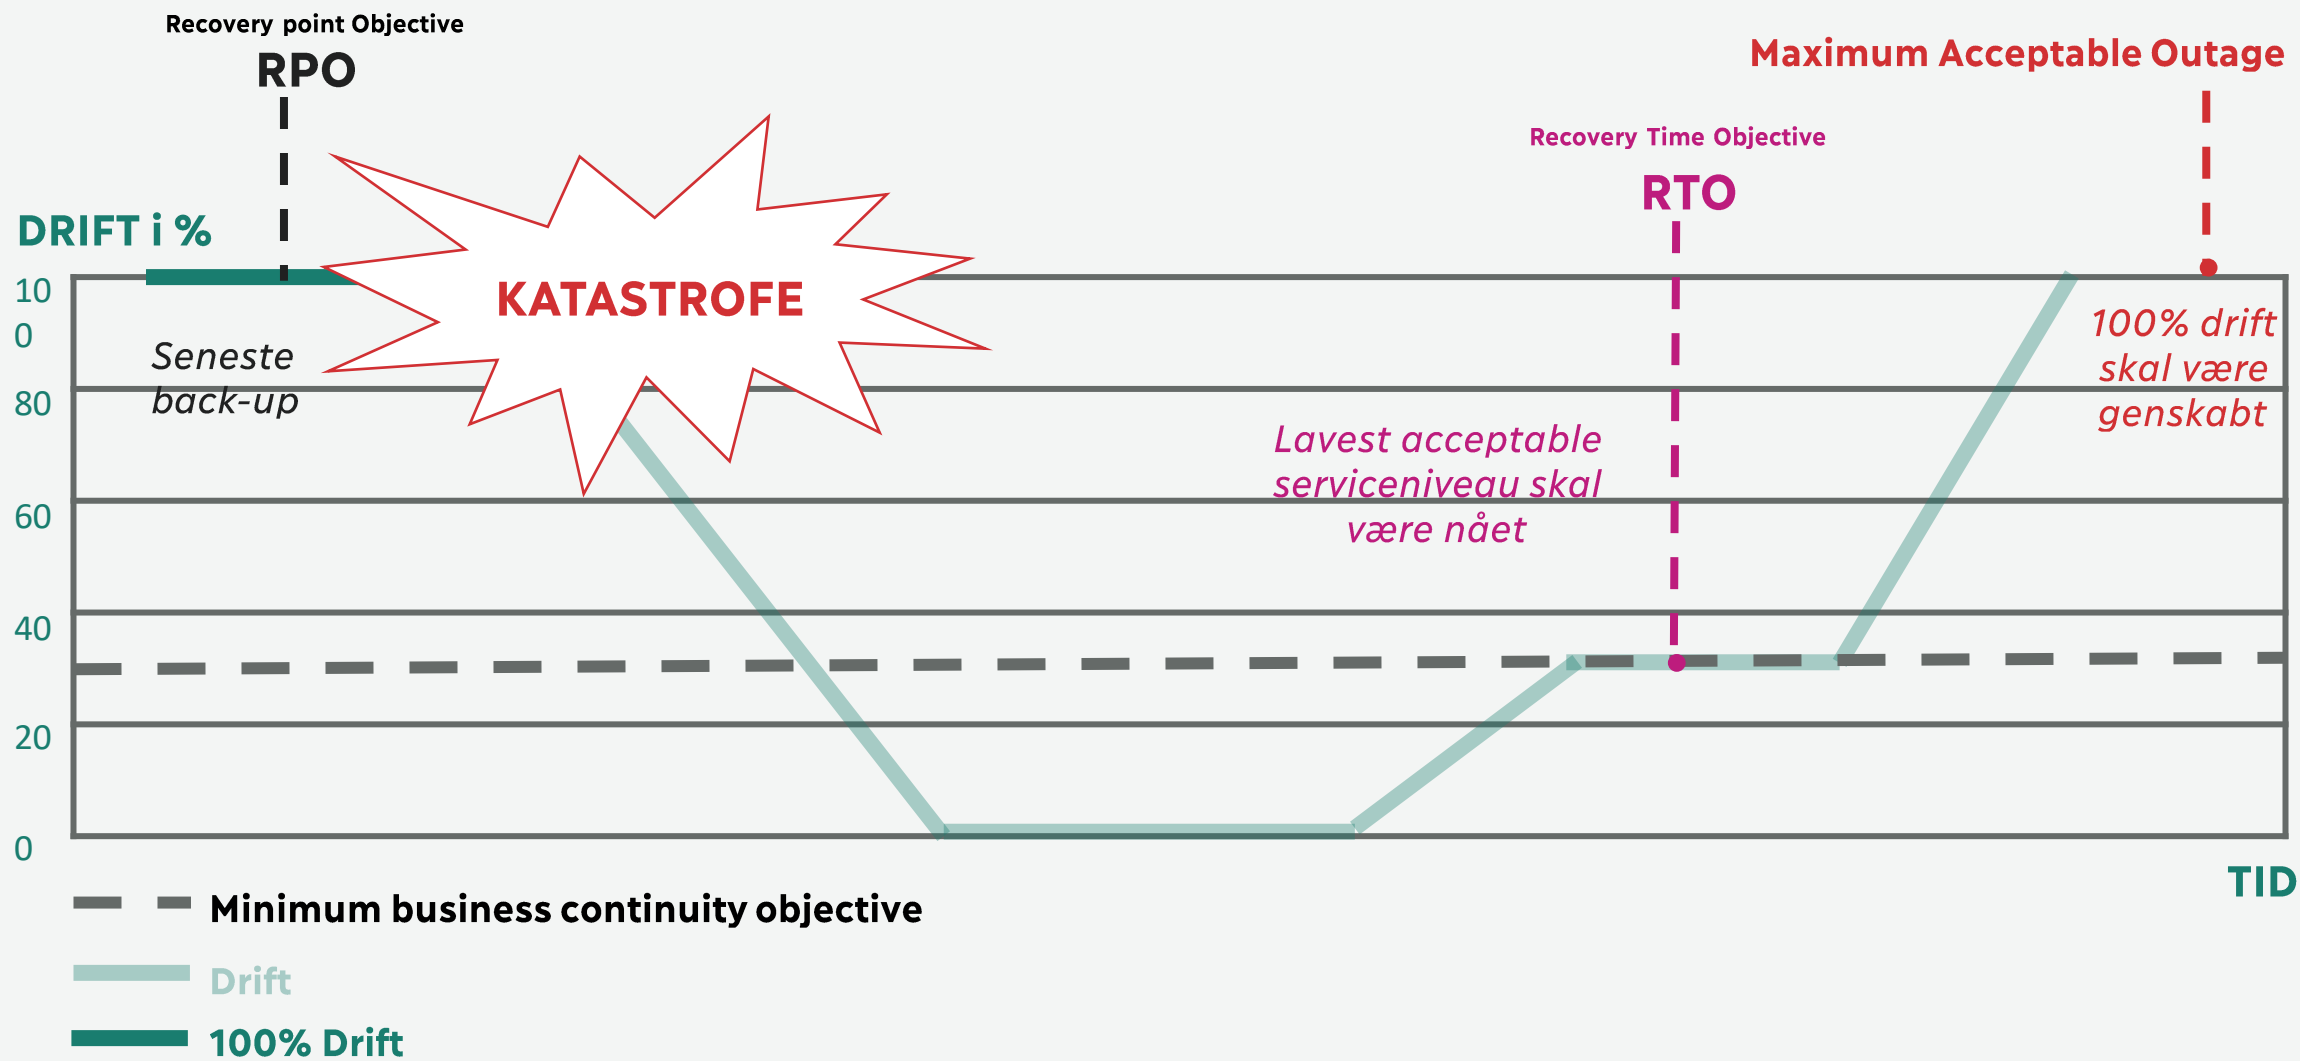 Recovery point Objective
RPO
Maximum Acceptable Outage
Recovery Time Objective
RTO
DRIFT i %
KATASTROFE
10
0
80
60
40
20
0
Seneste
back-up
100% drift
skal være
genskabt
Lavest acceptable
serviceniveau skal
være nået
TID
Minimum business continuity objective
Drift
100% Drift